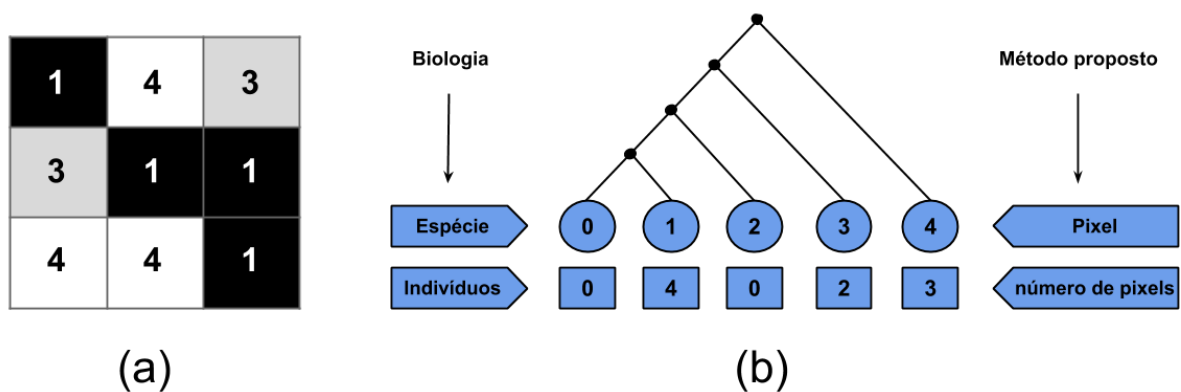 1 4 3
3 1 1
4 4 1
(a)
Biologia
Método proposto
Espécie 0 1 2 3 4 Pixel
Indivíduos 0 4 0 2 3 número de pixels
(b)